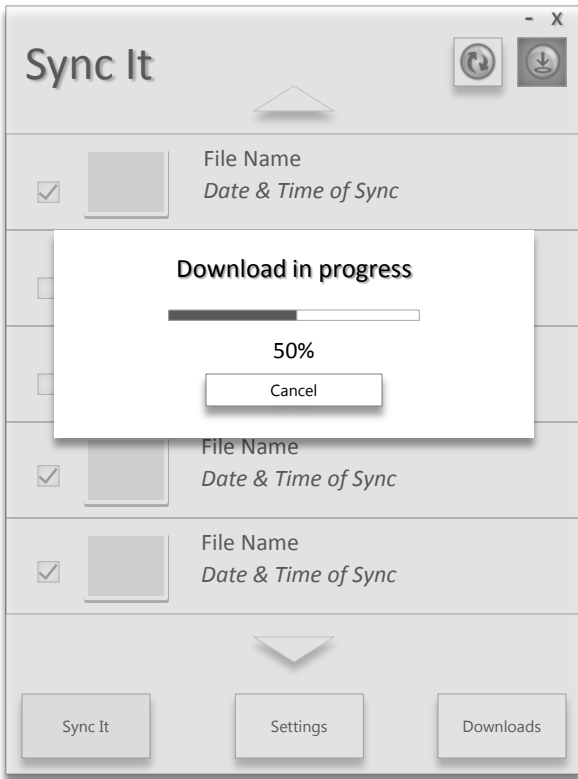 - X
Sync It
File Name
Date & Time of Sync
Download in progress
50%
Cancel
File Name
Date & Time of Sync
File Name
Date & Time of Sync
Sync It Settings Downloads